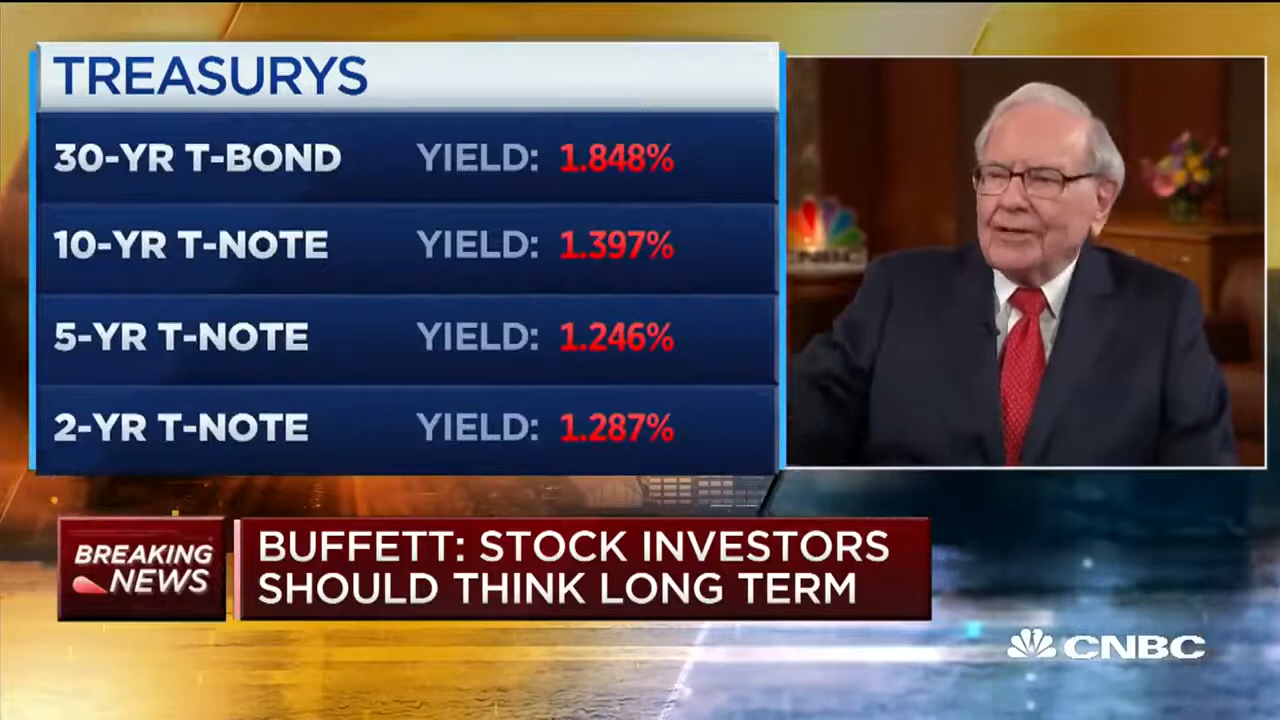 TREASURYS
30-YR T-BOND YIELD: 1.848%
10-YR T-NOTE YIELD: 1.397%
5-YR T-NOTE YIELD: 1.246%
2-YR T-NOTE YIELD: 1.287%
CNBC
BREAKING NEWS
BUFFETT: STOCK INVESTORS
SHOULD THINK LONG TERM
CNBC